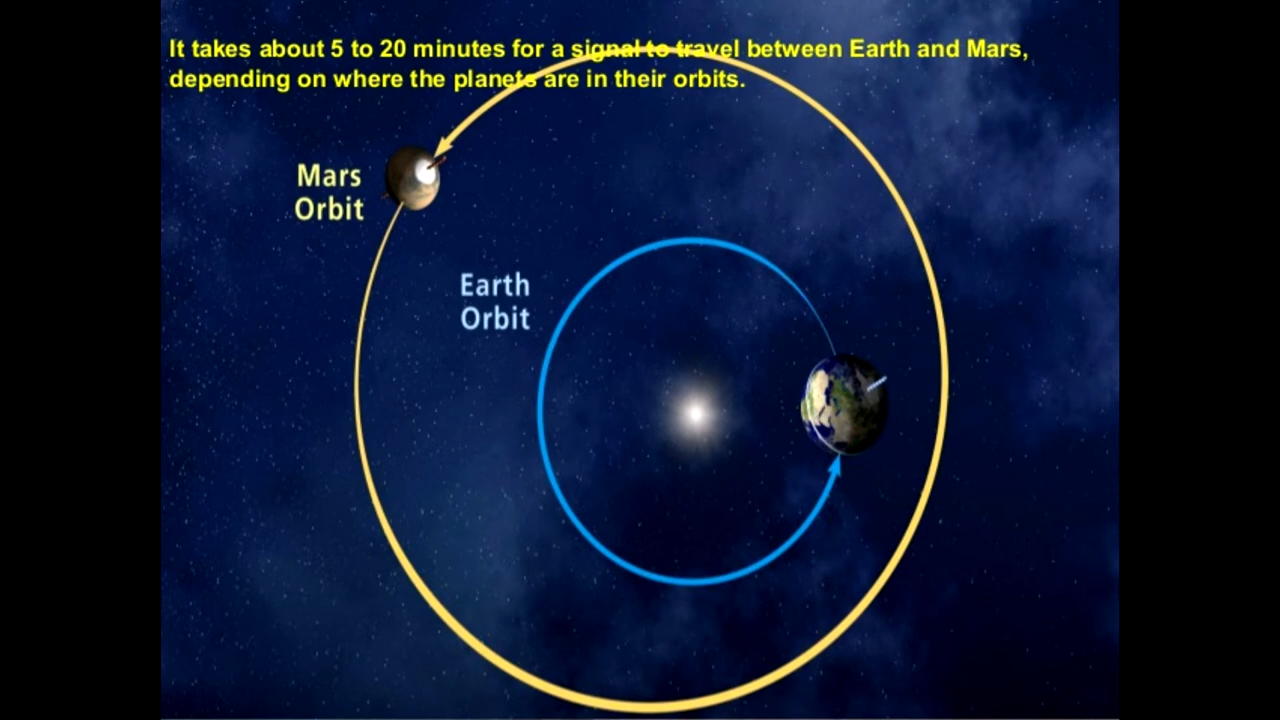 It takes about 5 to 20 minutes for a signal to travel between Earth and Mars,
depending on where the planets are in their orbits.
Mars
Orbit
Earth
Orbit